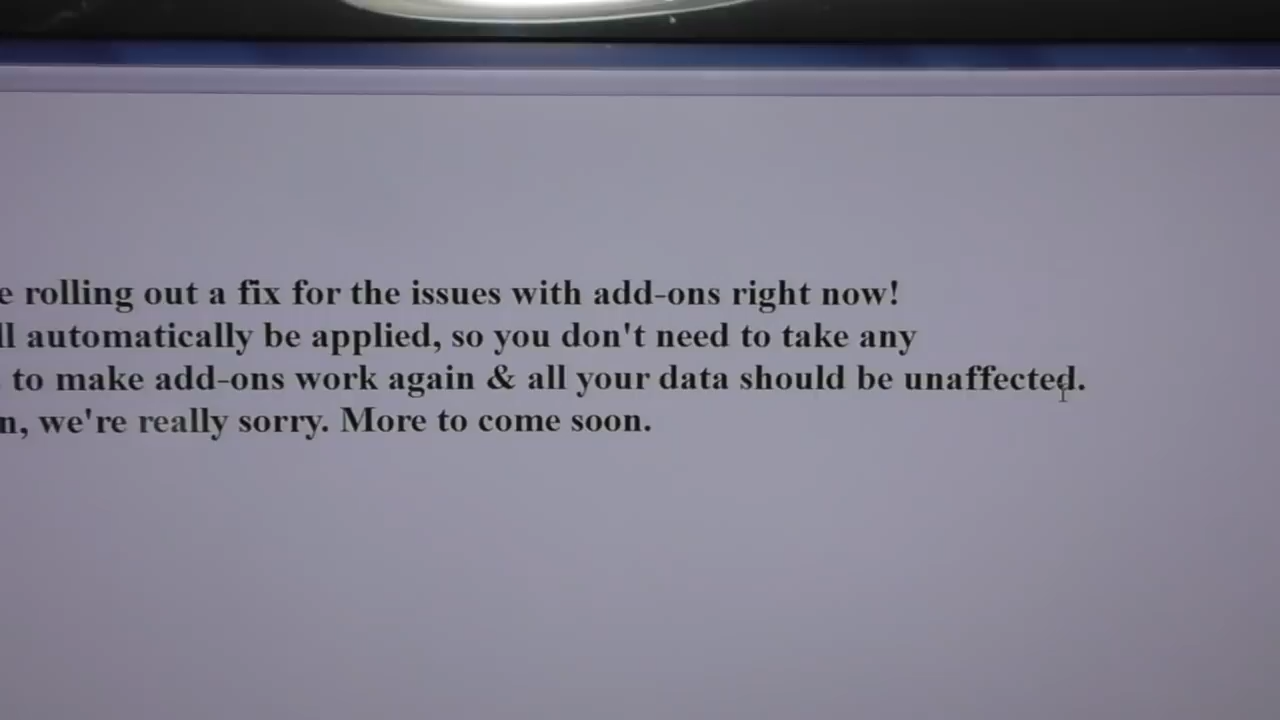 e rolling out a fix for the issues with add-ons right now!
ll automatically be applied, so you don't need to take any
to make add-ons work again & all your data should be unaffected.
n, we're really sorry. More to come soon.